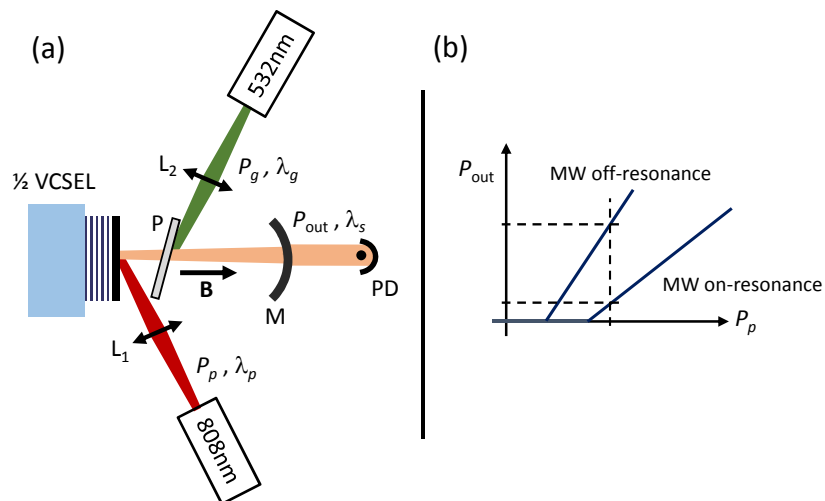 (a)
532nm
L2
Pg , λg
½ VCSEL
P
Pout , λs
B
PD
M
L1
Pp , λp
808nm
(b)
Pout
MW off-resonance
MW on-resonance
Pp